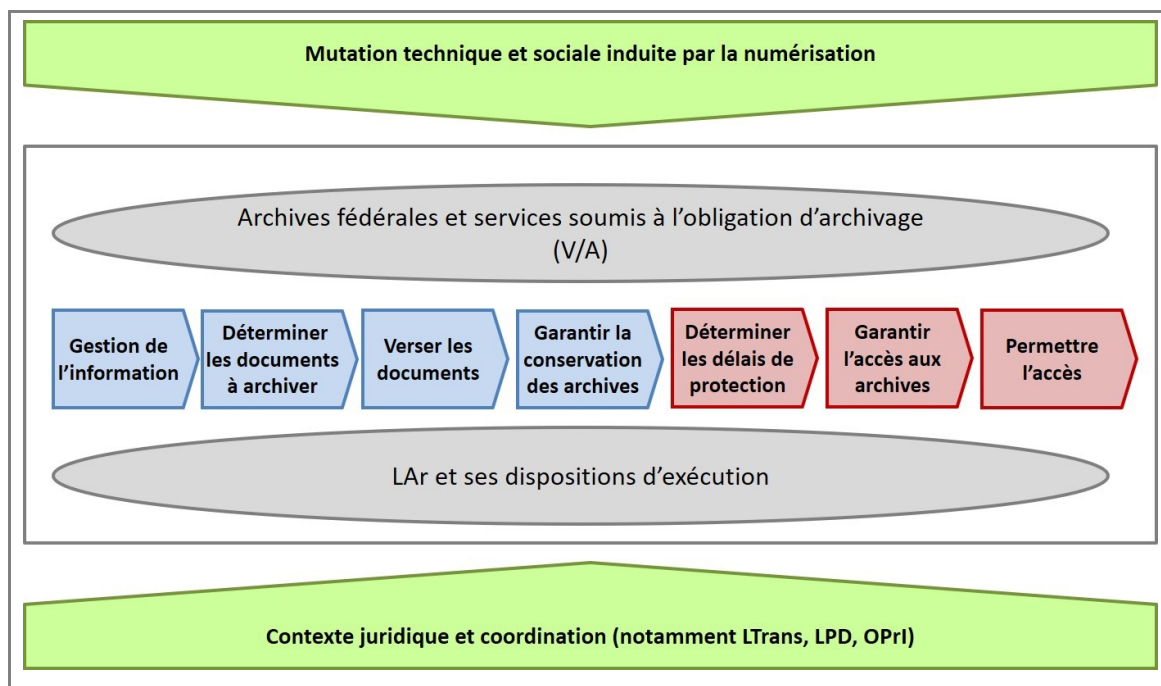 Mutation technique et sociale induite par la numérisation
Archives fédérales et services soumis à l’obligation d’archivage
(V/A)
Gestion de
l’information
Déterminer
les documents
à archiver
Verser les
documents
Garantir la
conservation
des archives
Déterminer
les délais de
protection
Garantir
l’accès aux
archives
Permettre
l’accès
LAr et ses dispositions d’exécution
Contexte juridique et coordination (notamment LTrans, LPD, OPrI)